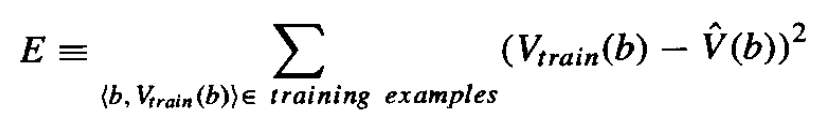 E ≡ ∑ (V_train(b) − V̂(b))²
⟨b, V_train(b)⟩∈ training examples